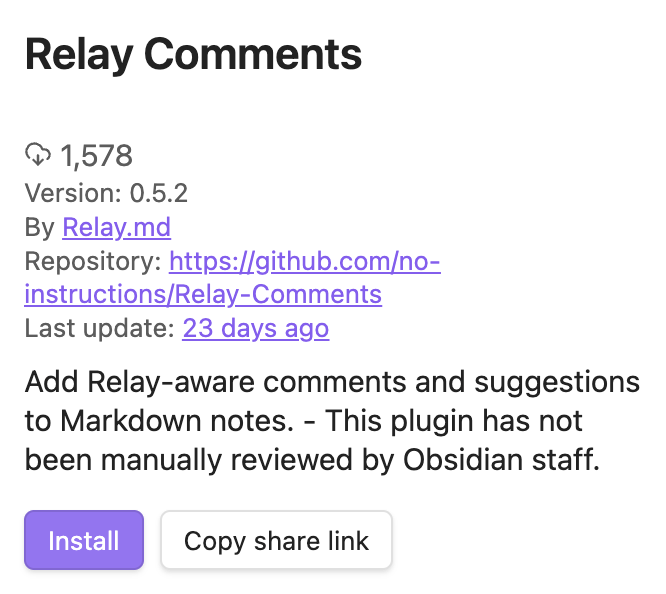 Relay Comments
1,578
Version: 0.5.2
By Relay.md
Repository: https://github.com/no-
instructions/Relay-Comments
Last update: 23 days ago
Add Relay-aware comments and suggestions
to Markdown notes. - This plugin has not
been manually reviewed by Obsidian staff.
Install
Copy share link